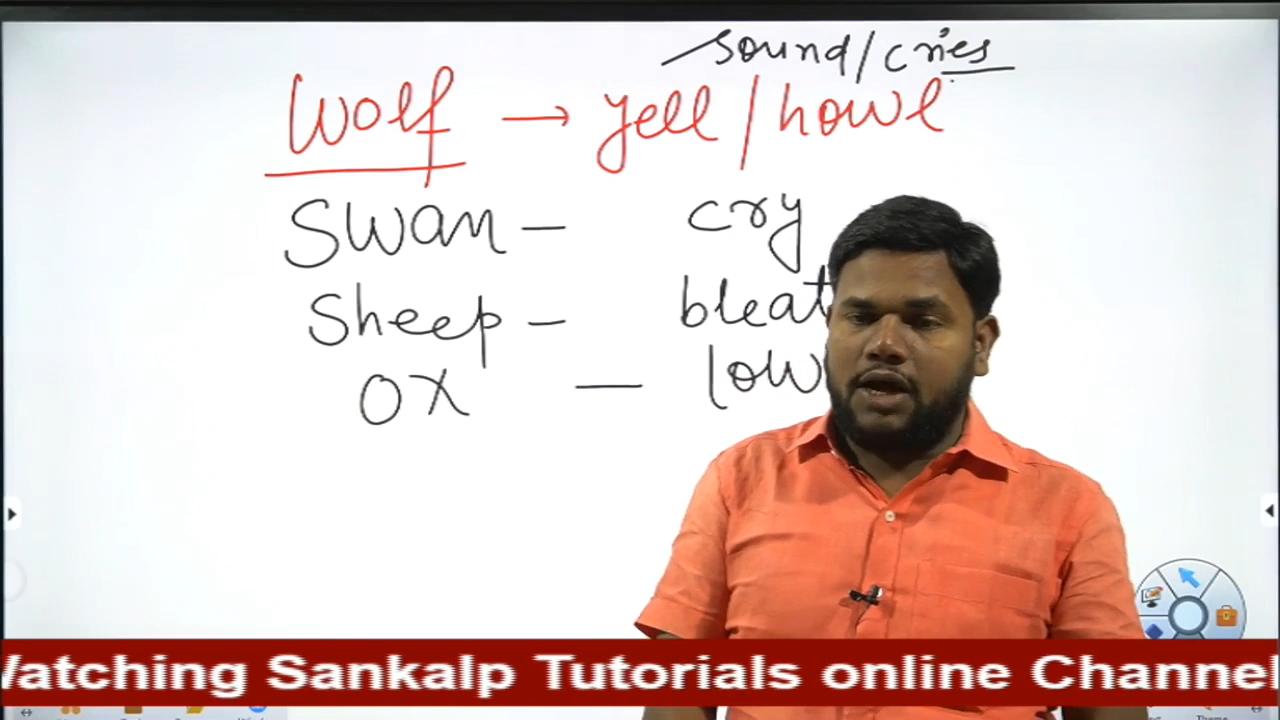 sound/cries
Wolf → yell/howl
Swan - cry
Sheep - bleat
OX - low
Watching Sankalp Tutorials online Channel